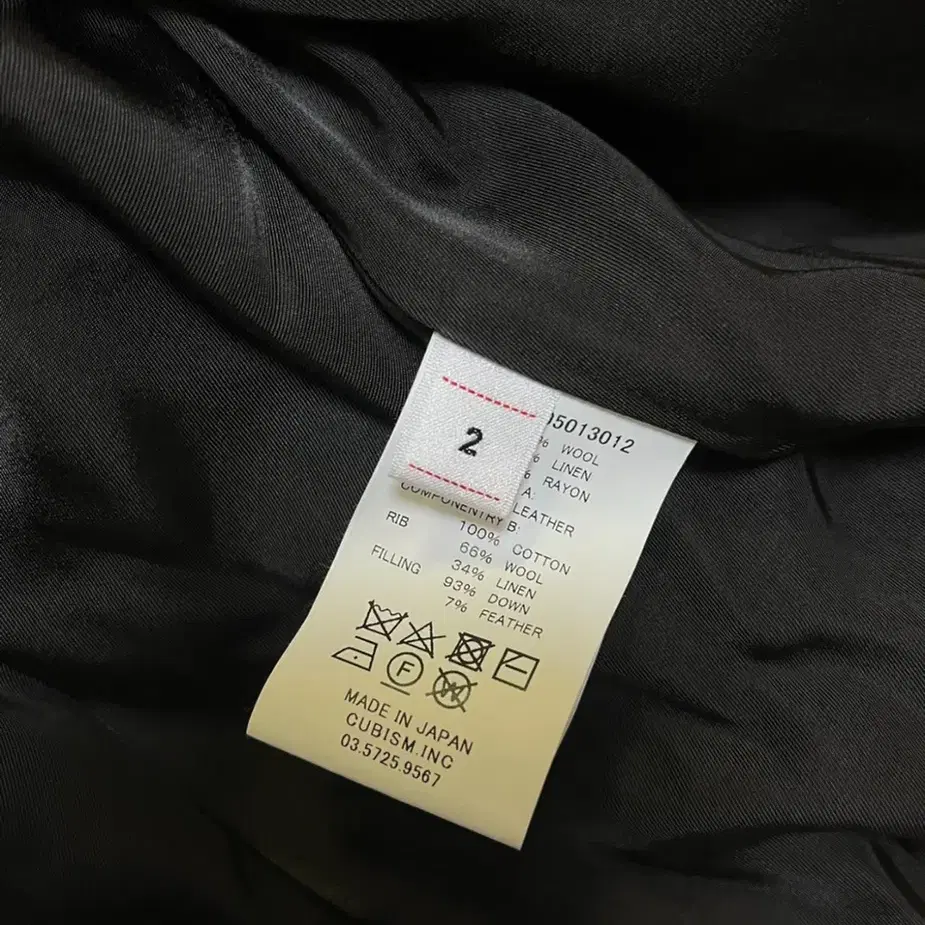 2
5013012
% WOOL
% LINEN
% RAYON
A:
LEATHER
COMPONENTRY B:
100% COTTON
RIB 66% WOOL
34% LINEN
FILLING 93% DOWN
7% FEATHER
F
W
MADE IN JAPAN
CUBISM.INC
03.5725.9567